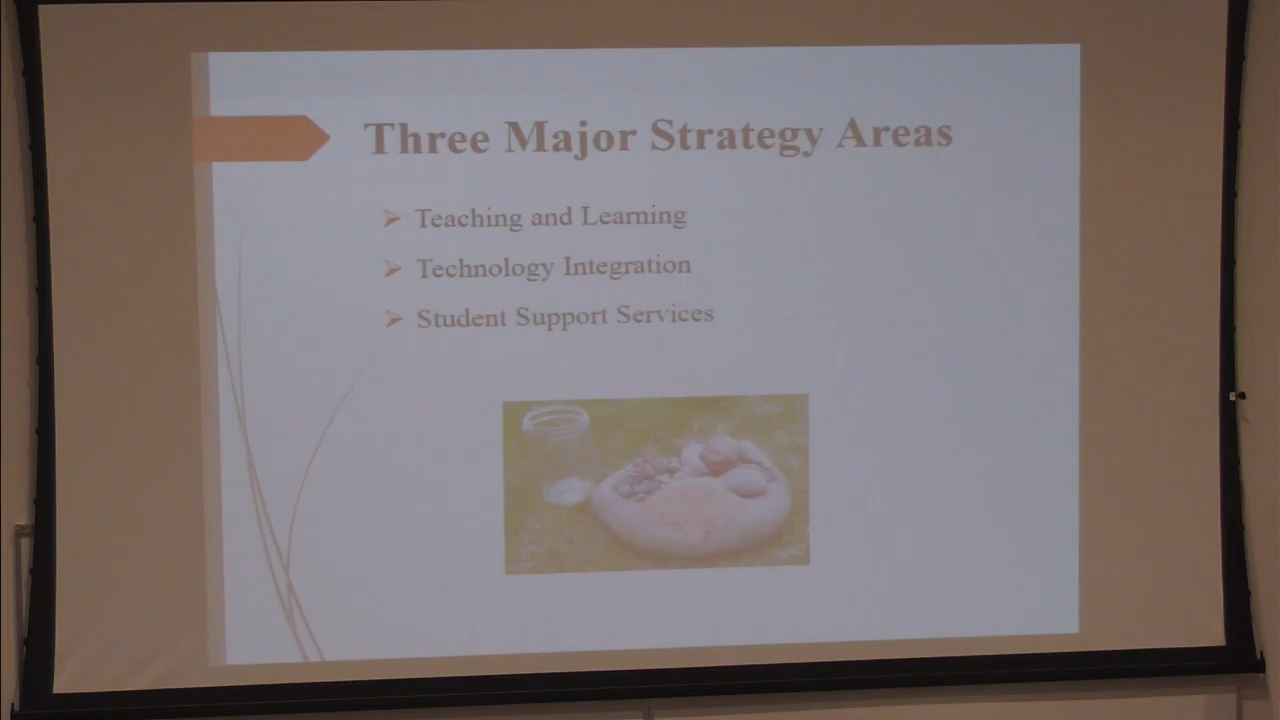 Three Major Strategy Areas
Teaching and Learning
Technology Integration
Student Support Services